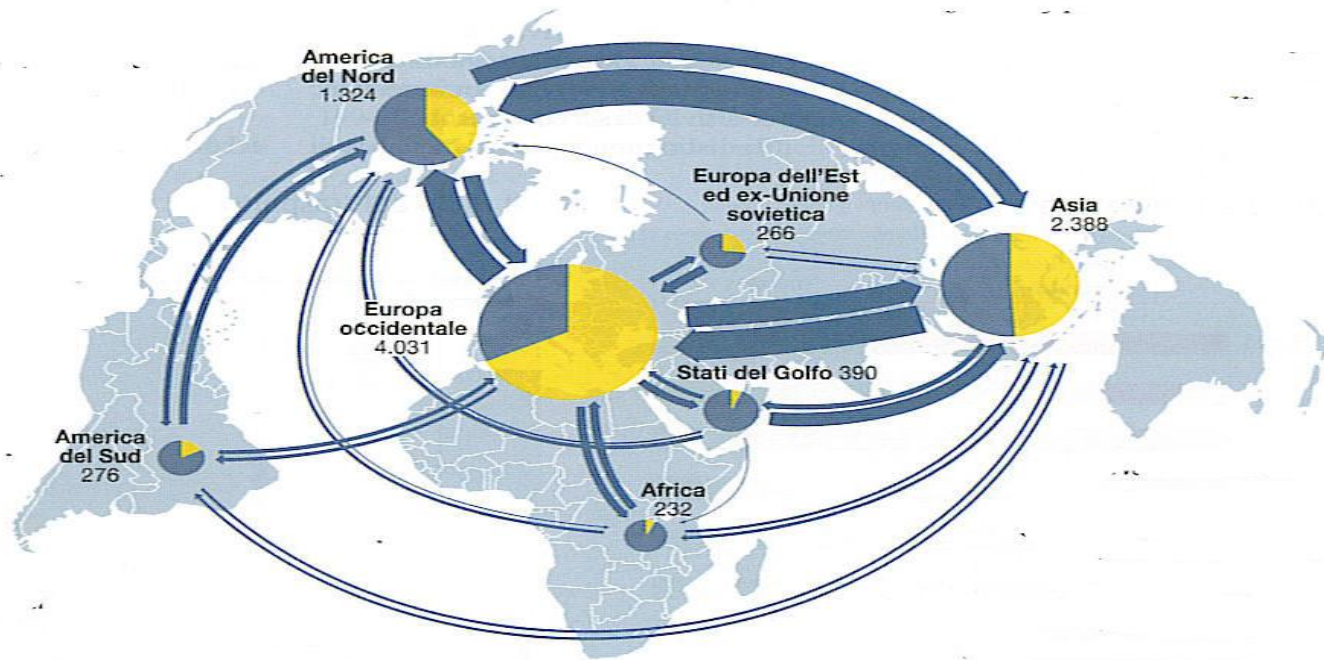 America
del Nord
1.324
Europa dell'Est
ed ex-Unione
sovietica
266
Asia
2.388
Europa
occidentale
4.031
Stati del Golfo 390
America
del Sud
276
Africa
232